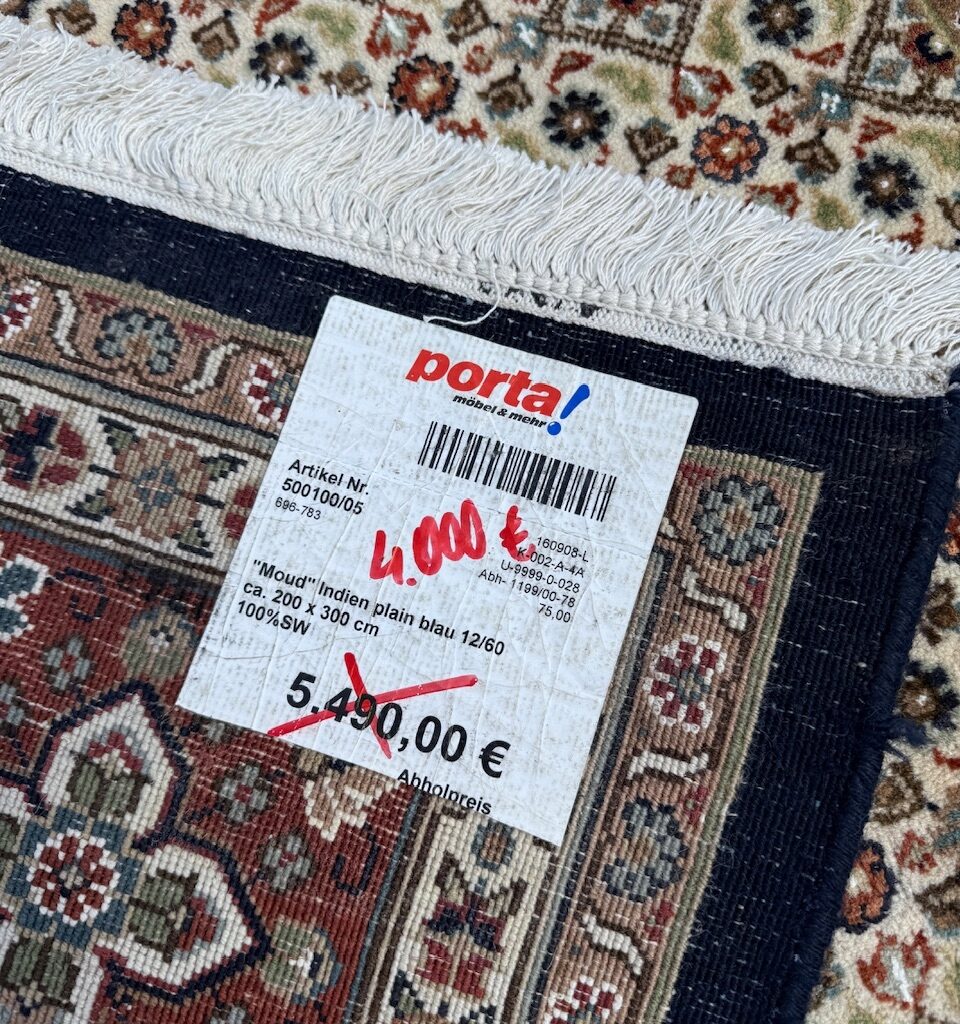 porta!
möbel & mehr
Artikel Nr.
500100/05
696-783
4.000 €
160908-L
K-002-A-4A
U-9999-0-028
Abh- 1199/00-78
75,00
"Moud" Indien plain blau 12/60
ca. 200 x 300 cm
100%SW
5.490,00 €
Abholpreis